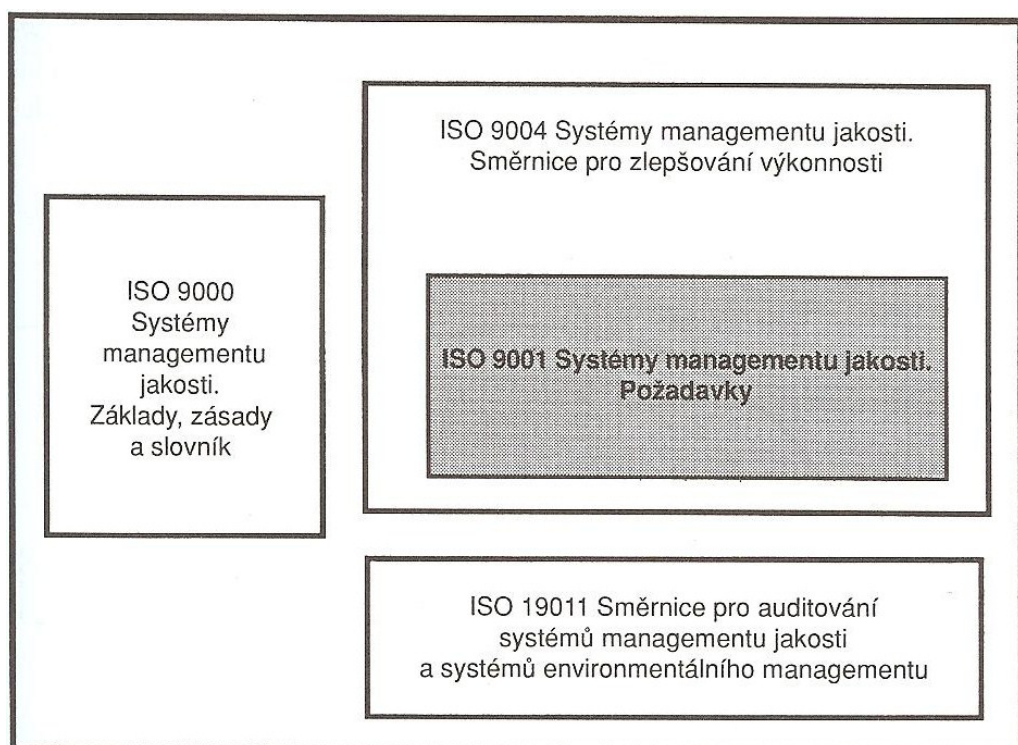 ISO 9000
Systémy
managementu
jakosti.
Základy, zásady
a slovník
ISO 9004 Systémy managementu jakosti.
Směrnice pro zlepšování výkonnosti
ISO 9001 Systémy managementu jakosti.
Požadavky
ISO 19011 Směrnice pro auditování
systémů managementu jakosti
a systémů environmentálního managementu